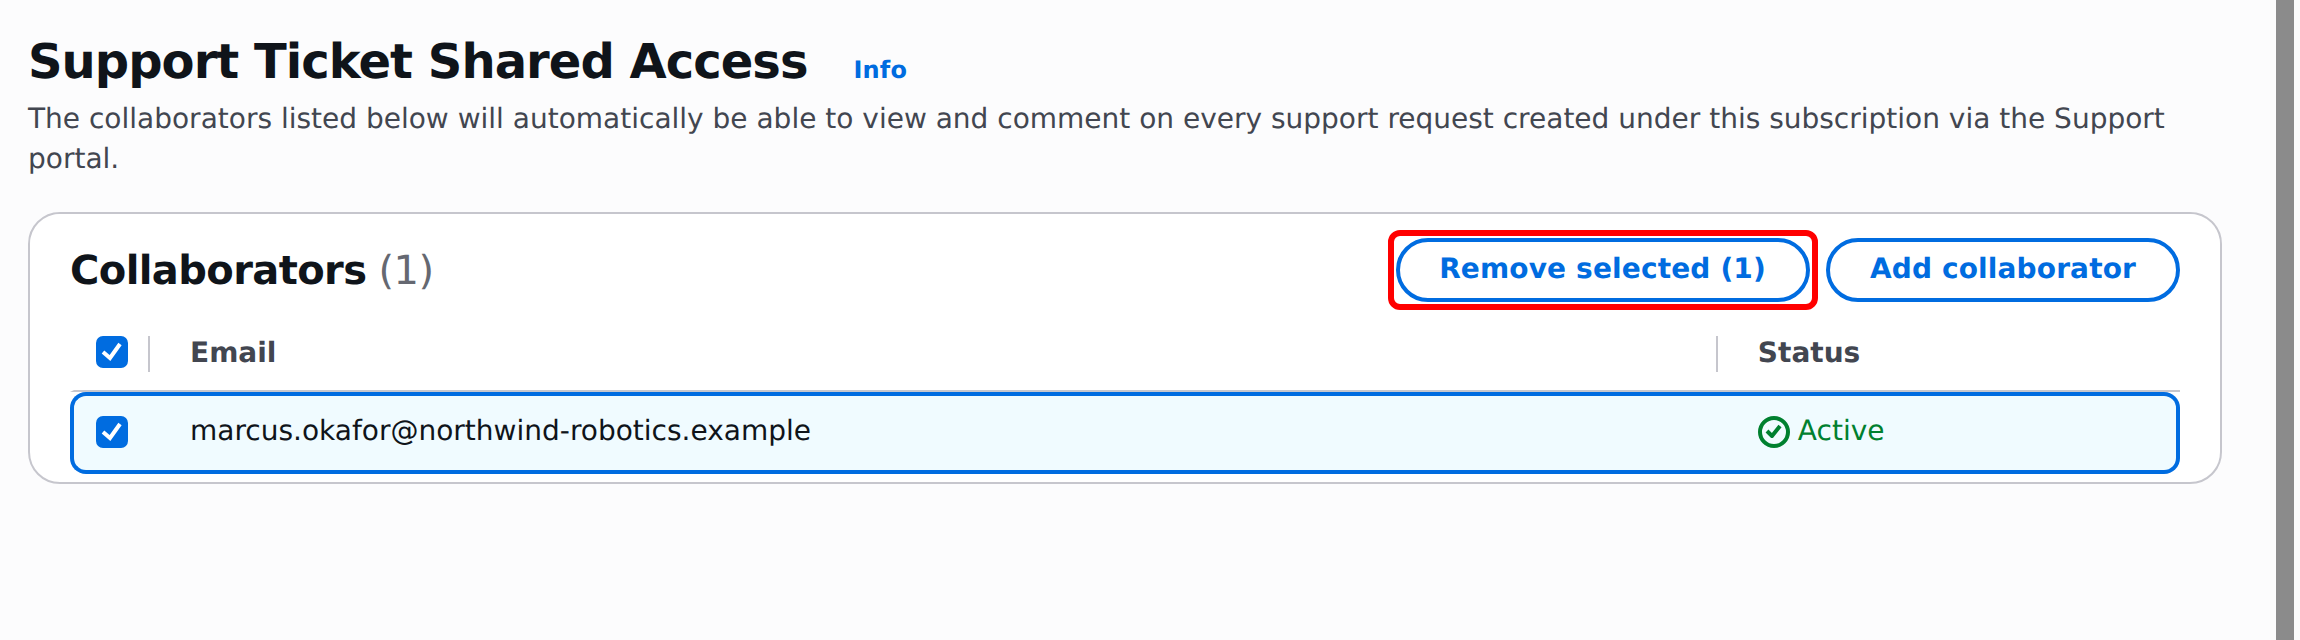 Support Ticket Shared Access Info
The collaborators listed below will automatically be able to view and comment on every support request created under this subscription via the Support
portal.
Collaborators (1)
Remove selected (1)
Add collaborator
Email
Status
marcus.okafor@northwind-robotics.example
Active